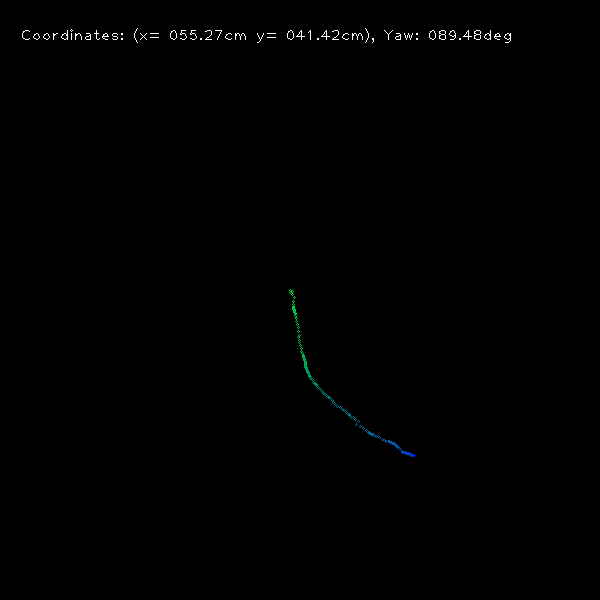 Coordinates: (x= 055.27cm y= 041.42cm), Yaw: 089.48deg